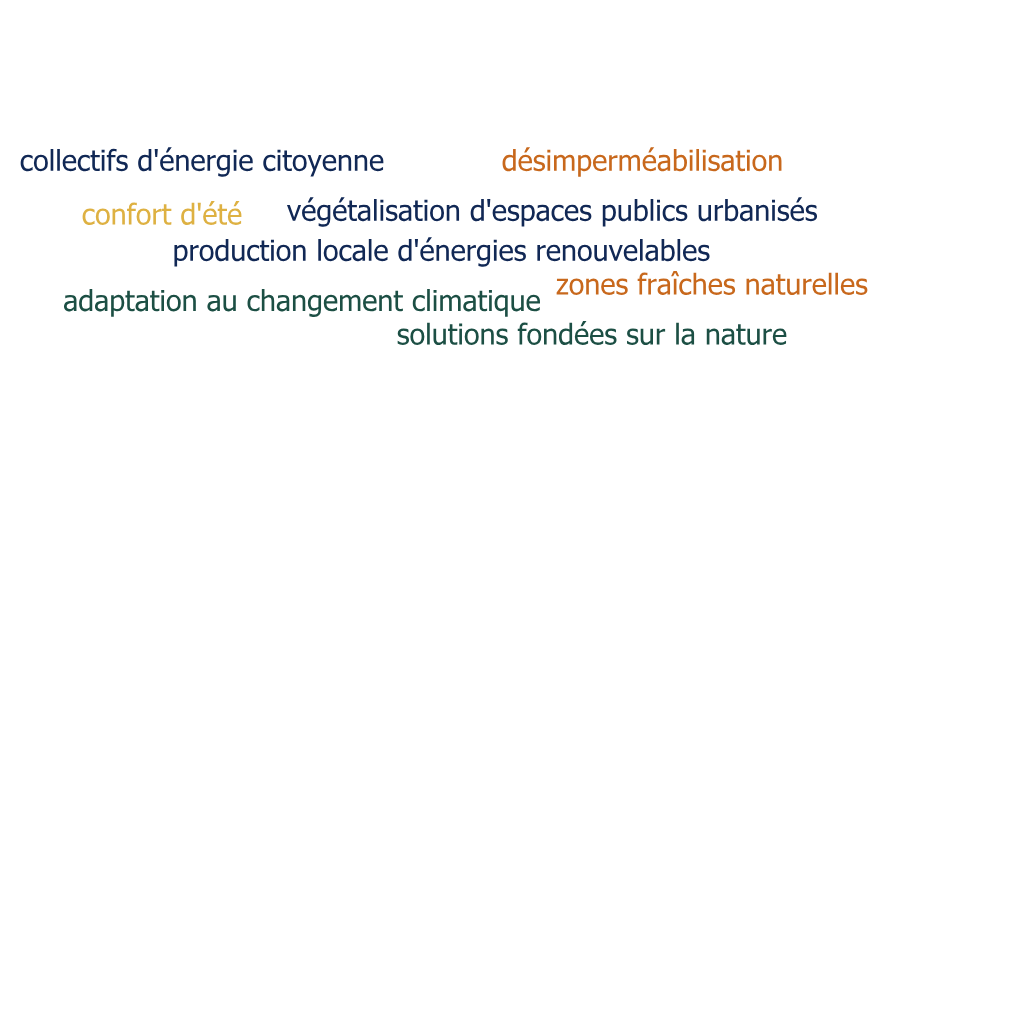 collectifs d'énergie citoyenne
désimperméabilisation
confort d'été
végétalisation d'espaces publics urbanisés
production locale d'énergies renouvelables
zones fraîches naturelles
adaptation au changement climatique
solutions fondées sur la nature